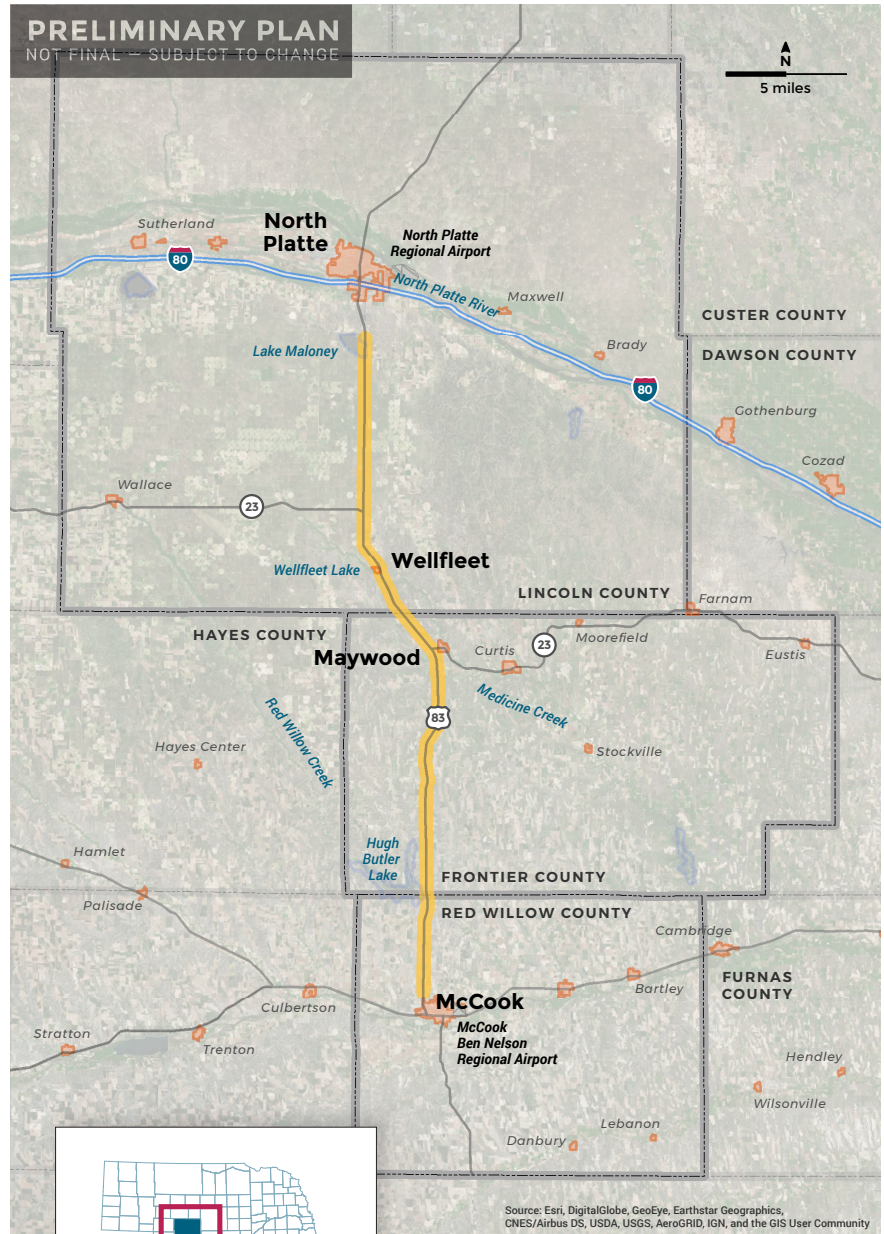 PRELIMINARY PLAN
NOT FINAL — SUBJECT TO CHANGE
N
5 miles
Sutherland
North
Platte
North Platte
Regional Airport
80
North Platte River
Maxwell
CUSTER COUNTY
Lake Maloney
Brady
DAWSON COUNTY
80
Gothenburg
Cozad
Wallace
23
Wellfleet
Wellfleet Lake
LINCOLN COUNTY
Farnam
HAYES COUNTY
Moorefield
23
Maywood
Curtis
Eustis
Medicine Creek
Red Willow Creek
83
Hayes Center
Stockville
Hugh
Butler
Lake
Hamlet
FRONTIER COUNTY
Palisade
RED WILLOW COUNTY
Cambridge
FURNAS
COUNTY
Bartley
Culbertson
McCook
McCook
Ben Nelson
Regional Airport
Stratton
Trenton
Hendley
Wilsonville
Lebanon
Danbury
Source: Esri, DigitalGlobe, GeoEye, Earthstar Geographics,
CNES/Airbus DS, USDA, USGS, AeroGRID, IGN, and the GIS User Community